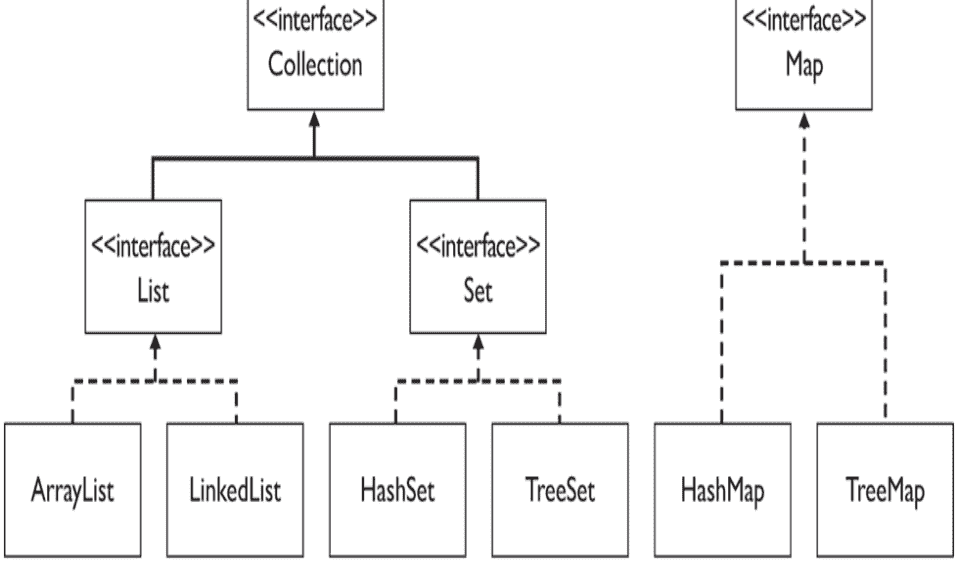 <<interface>>
Collection
<<interface>>
Map
<<interface>>
List
<<interface>>
Set
ArrayList
LinkedList
HashSet
TreeSet
HashMap
TreeMap